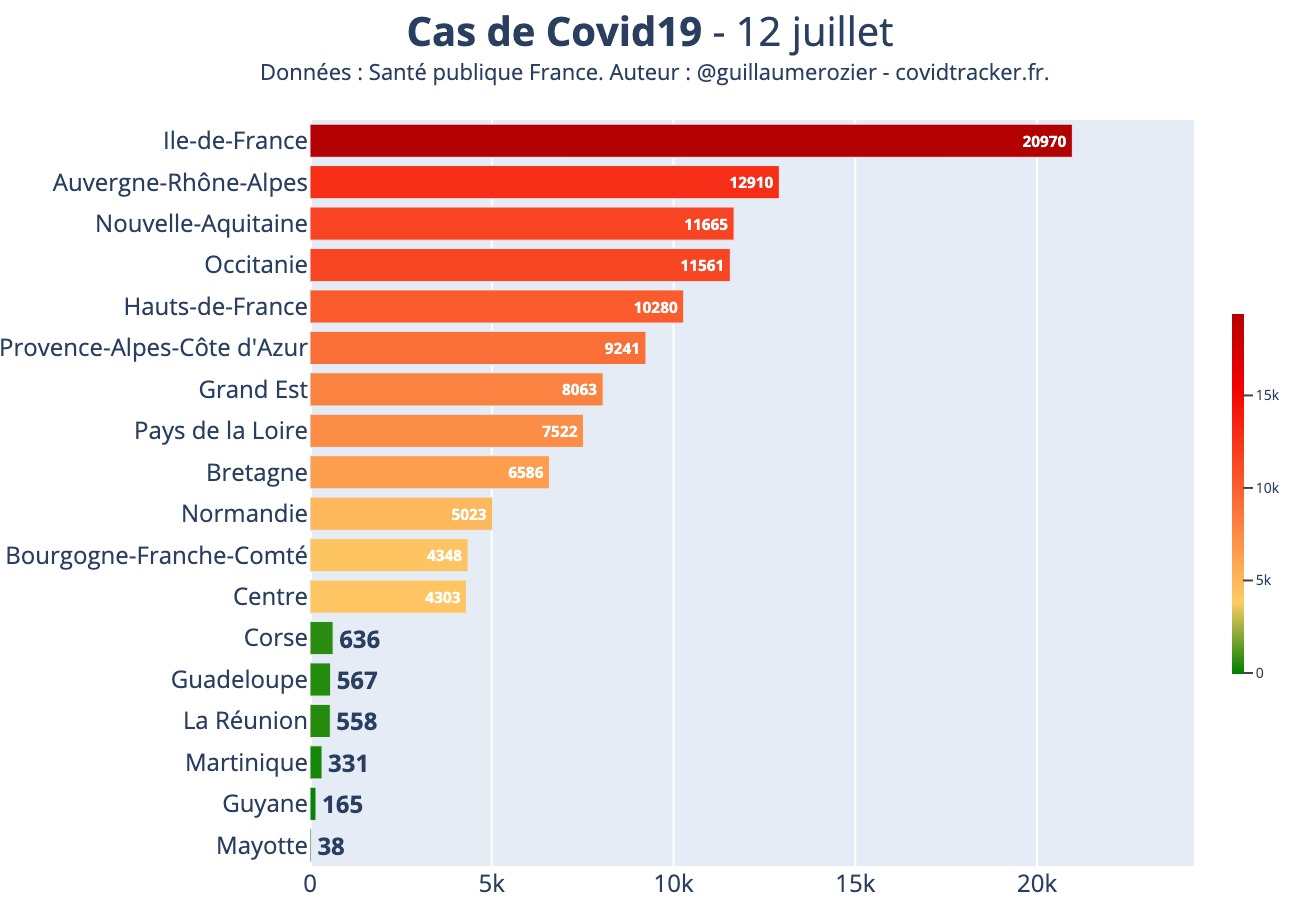 Cas de Covid19 - 12 juillet
Données : Santé publique France. Auteur : @guillaumerozier - covidtracker.fr.
Ile-de-France 20970
Auvergne-Rhône-Alpes 12910
Nouvelle-Aquitaine 11665
Occitanie 11561
Hauts-de-France 10280
Provence-Alpes-Côte d'Azur 9241
Grand Est 8063
Pays de la Loire 7522
Bretagne 6586
Normandie 5023
Bourgogne-Franche-Comté 4348
Centre 4303
Corse 636
Guadeloupe 567
La Réunion 558
Martinique 331
Guyane 165
Mayotte 38
0 5k 10k 15k 20k
15k
10k
5k
0